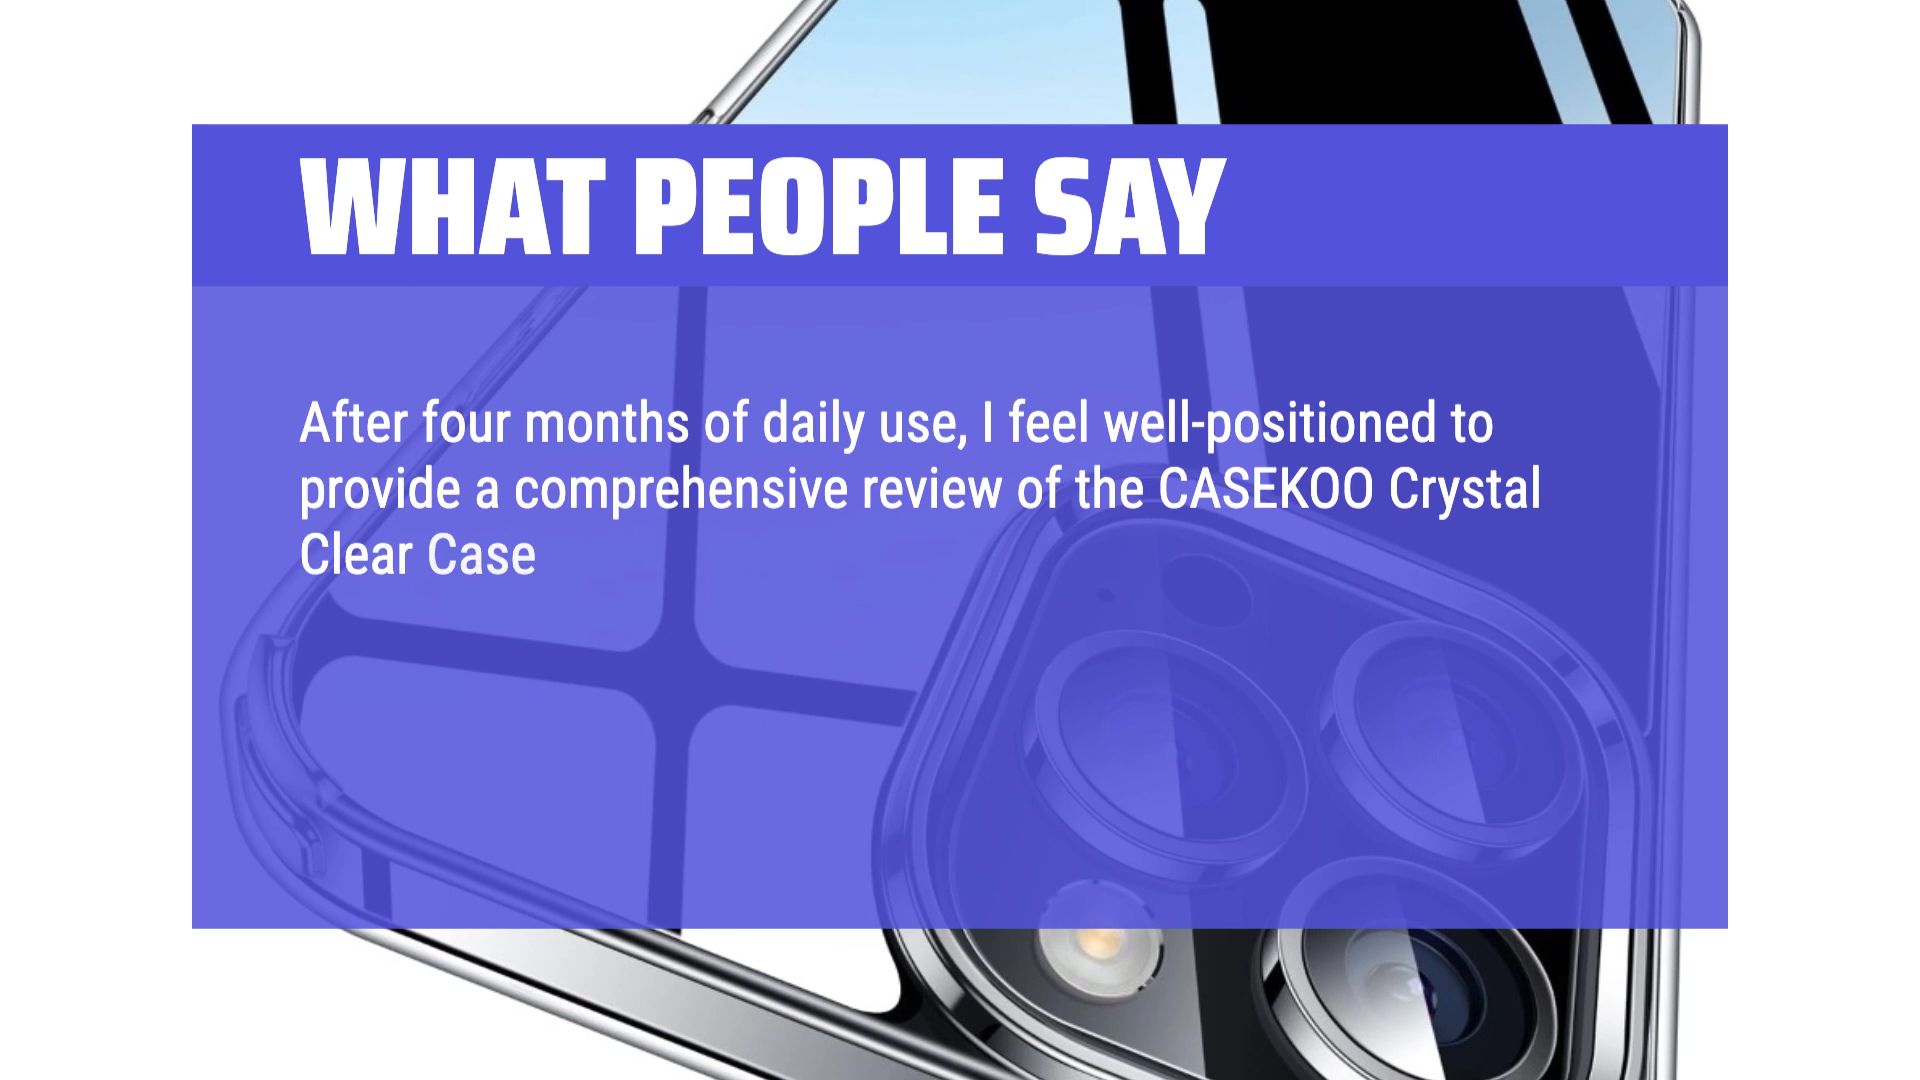 WHAT PEOPLE SAY
After four months of daily use, I feel well-positioned to
provide a comprehensive review of the CASEKOO Crystal
Clear Case